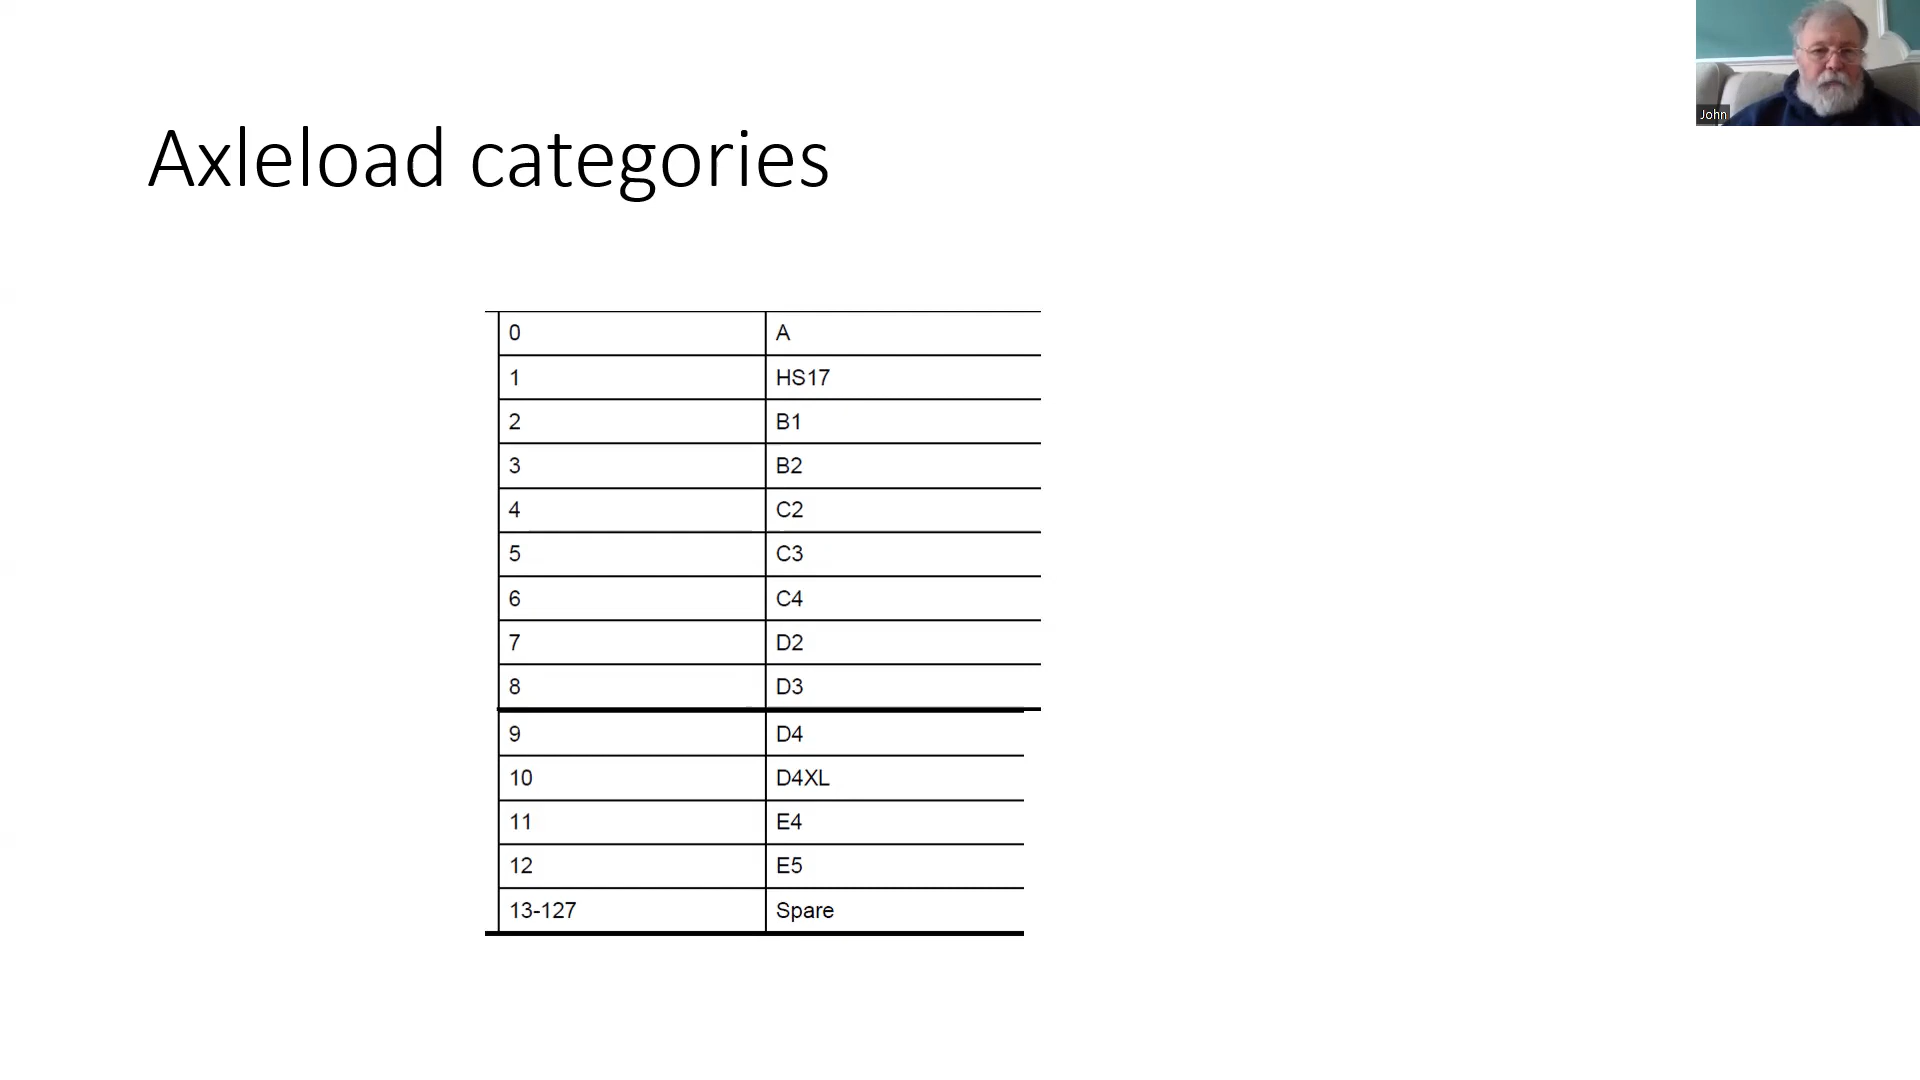 John
Axleload categories
0 A
1 HS17
2 B1
3 B2
4 C2
5 C3
6 C4
7 D2
8 D3
9 D4
10 D4XL
11 E4
12 E5
13-127 Spare